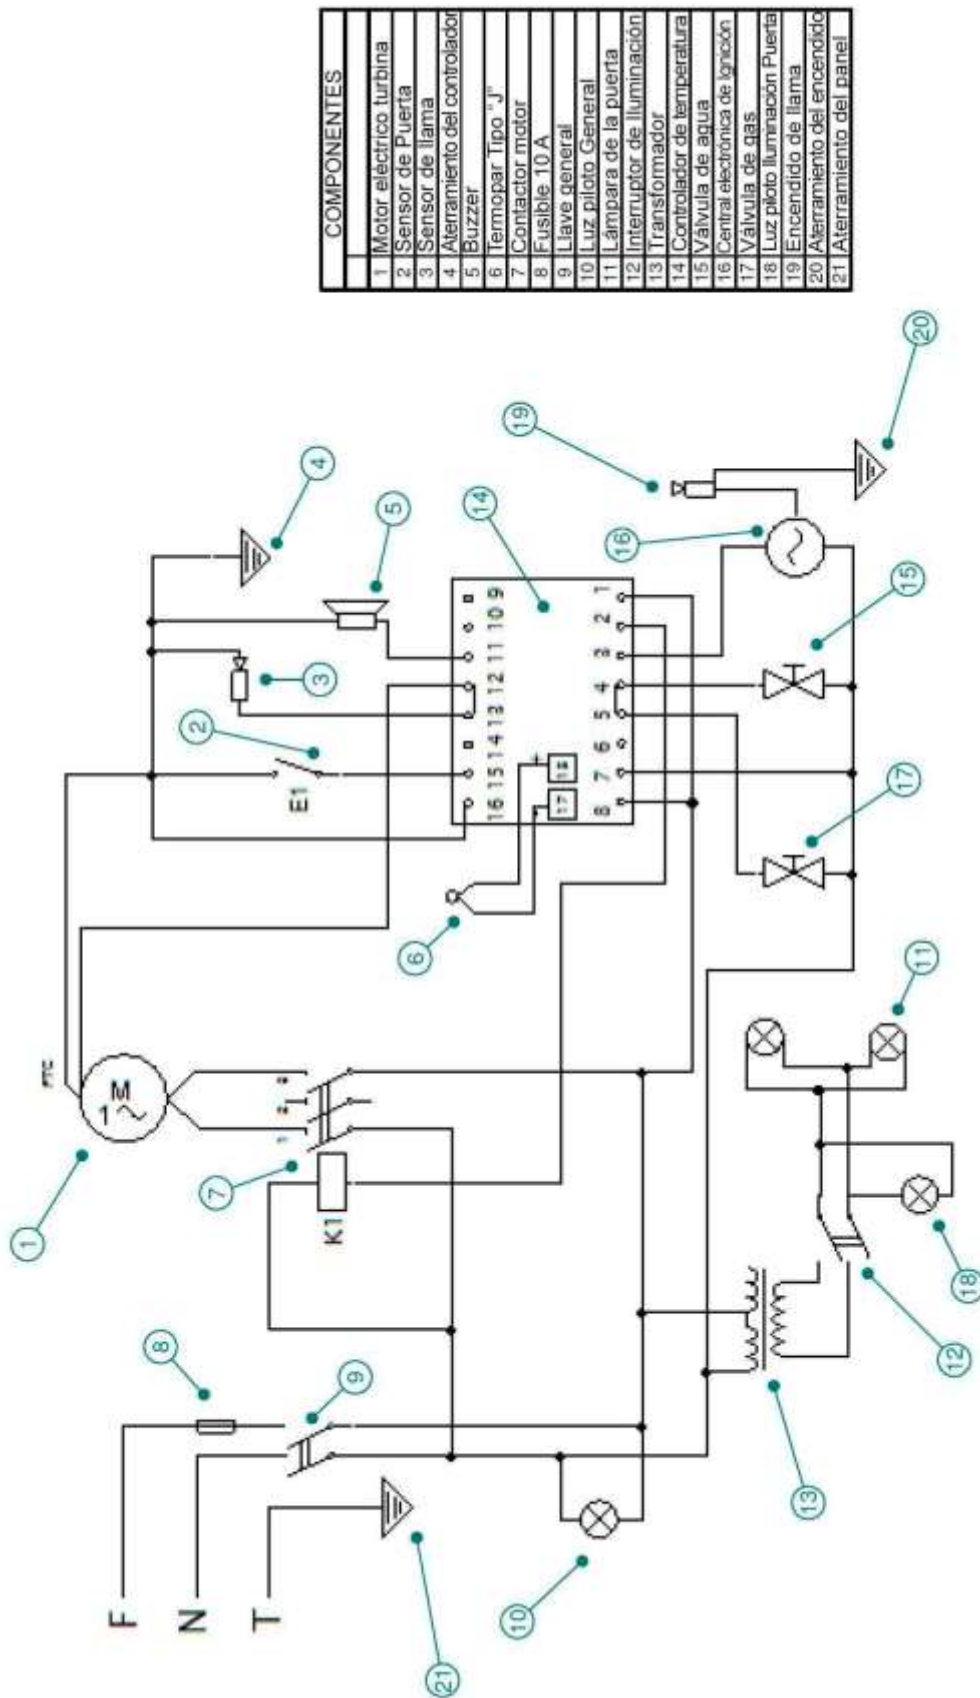 COMPONENTES
1 Motor eléctrico turbina
2 Sensor de Puerta
3 Sensor de llama
4 Aterramiento del controlador
5 Buzzer
6 Termopar Tipo "J"
7 Contactor motor
8 Fusible 10 A
9 Llave general
10 Luz piloto General
11 Lámpara de la puerta
12 Interruptor de Iluminación
13 Transformador
14 Controlador de temperatura
15 Válvula de agua
16 Central electrónica de ignición
17 Válvula de gas
18 Luz piloto Iluminación Puerta
19 Encendido de llama
20 Aterramiento del encendido
21 Aterramiento del panel
F
N
T
8
9
21
10
1
PTC
M
1
7
1
2
3
K1
13
12
18
11
2
3
4
5
E1
6
16 15 14 13 12 11 10 9
17
18
+
8 7 6 5 4 3 2 1
14
17
15
16
19
20